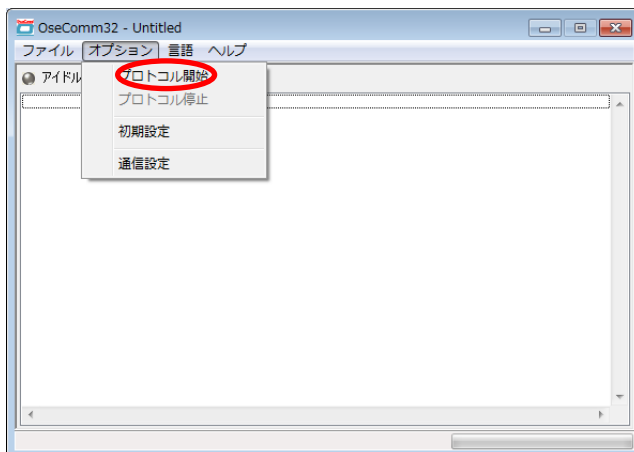 OseComm32 - Untitled
ファイル オプション 言語 ヘルプ
アイドル
プロトコル開始
プロトコル停止
初期設定
通信設定